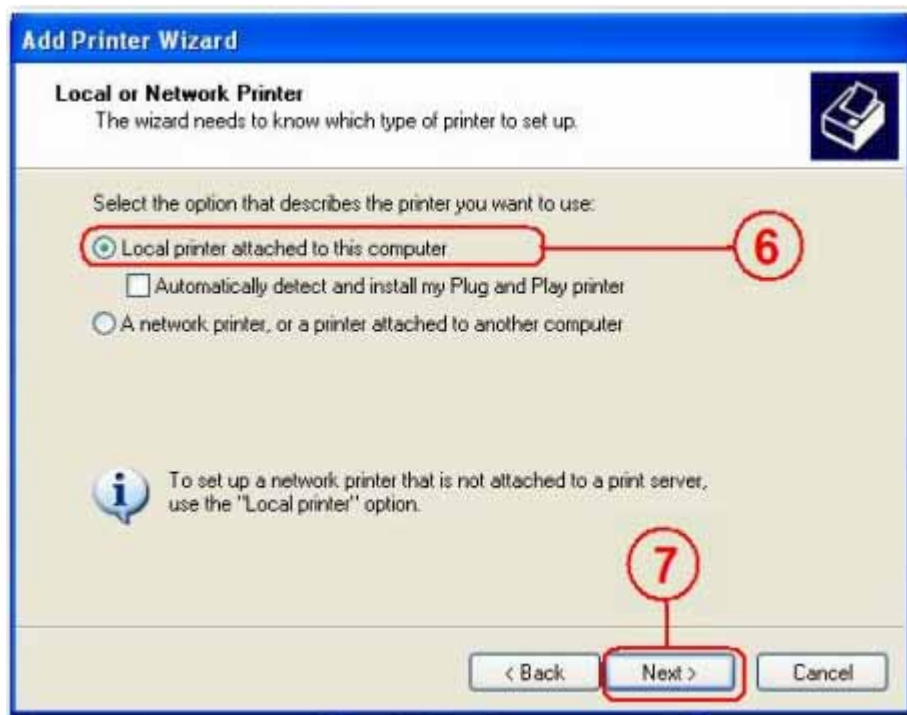 Add Printer Wizard
Local or Network Printer
The wizard needs to know which type of printer to set up.
Select the option that describes the printer you want to use:
Local printer attached to this computer
6
Automatically detect and install my Plug and Play printer
A network printer, or a printer attached to another computer
To set up a network printer that is not attached to a print server,
use the "Local printer" option.
7
< Back Next > Cancel